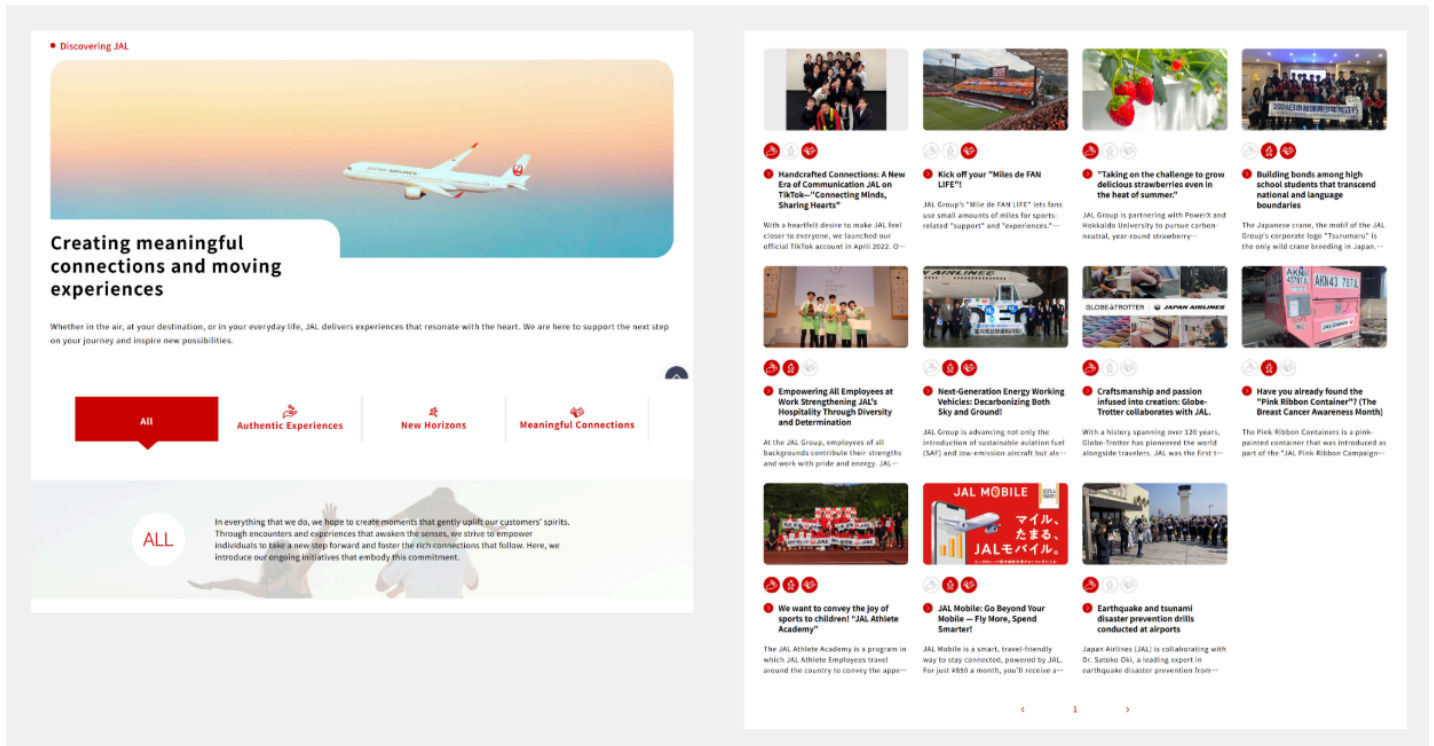 Discovering JAL
Creating meaningful
connections and moving
experiences
Whether in the air, at your destination, or in your everyday life, JAL delivers experiences that resonate with the heart. We are here to support the next step
on your journey and inspire new possibilities.
All
Authentic Experiences
New Horizons
Meaningful Connections
ALL
In everything that we do, we hope to create moments that gently uplift our customers' spirits.
Through encounters and experiences that awaken the senses, we strive to empower
individuals to take a new step forward and foster the rich connections that follow. Here, we
introduce our ongoing initiatives that embody this commitment.
Handcrafted Connections: A New
Era of Communication JAL on
TikTok—"Connecting Minds,
Sharing Hearts"
With a heartfelt desire to make JAL feel
closer to everyone, we launched our
official TikTok account in April 2022. O…
Kick off your "Miles de FAN
LIFE"!
JAL Group's "Mile de FAN LIFE" lets fans
use small amounts of miles for sports-
related "support" and "experiences."…
"Taking on the challenge to grow
delicious strawberries even in
the heat of summer."
JAL Group is partnering with PowerX and
Hokkaido University to pursue carbon-
neutral, year-round strawberry…
Building bonds among high
school students that transcend
national and language
boundaries
The Japanese crane, the motif of the JAL
Group's corporate logo "Tsurumaru" is
the only wild crane breeding in Japan.…
Empowering All Employees at
Work Strengthening JAL's
Hospitality Through Diversity
and Determination
At the JAL Group, employees of all
backgrounds contribute their strengths
and work with pride and energy. JAL…
AIRLINES
Next-Generation Energy Working
Vehicles: Decarbonizing Both
Sky and Ground!
JAL Group is advancing not only the
introduction of sustainable aviation fuel
(SAF) and low-emission aircraft but als…
GLOBE-TROTTER JAPAN AIRLINES
Craftsmanship and passion
infused into creation: Globe-
Trotter collaborates with JAL.
With a history spanning over 120 years,
Globe-Trotter has pioneered the world
alongside travelers. JAL was the first t…
AKN43 767JL
Have you already found the
"Pink Ribbon Container"? (The
Breast Cancer Awareness Month)
The Pink Ribbon Containers is a pink-
painted container that was introduced as
part of the "JAL Pink Ribbon Campaign…
We want to convey the joy of
sports to children! "JAL Athlete
Academy"
The JAL Athlete Academy is a program in
which JAL Athlete Employees travel
around the country to convey the appe…
JAL MOBILE
マイル、
たまる、
JALモバイル。
JAL Mobile: Go Beyond Your
Mobile — Fly More, Spend
Smarter!
JAL Mobile is a smart, travel-friendly
way to stay connected, powered by JAL.
For just ¥850 a month, you'll receive a…
Earthquake and tsunami
disaster prevention drills
conducted at airports
Japan Airlines (JAL) is collaborating with
Dr. Satoko Oki, a leading expert in
earthquake disaster prevention from…
1